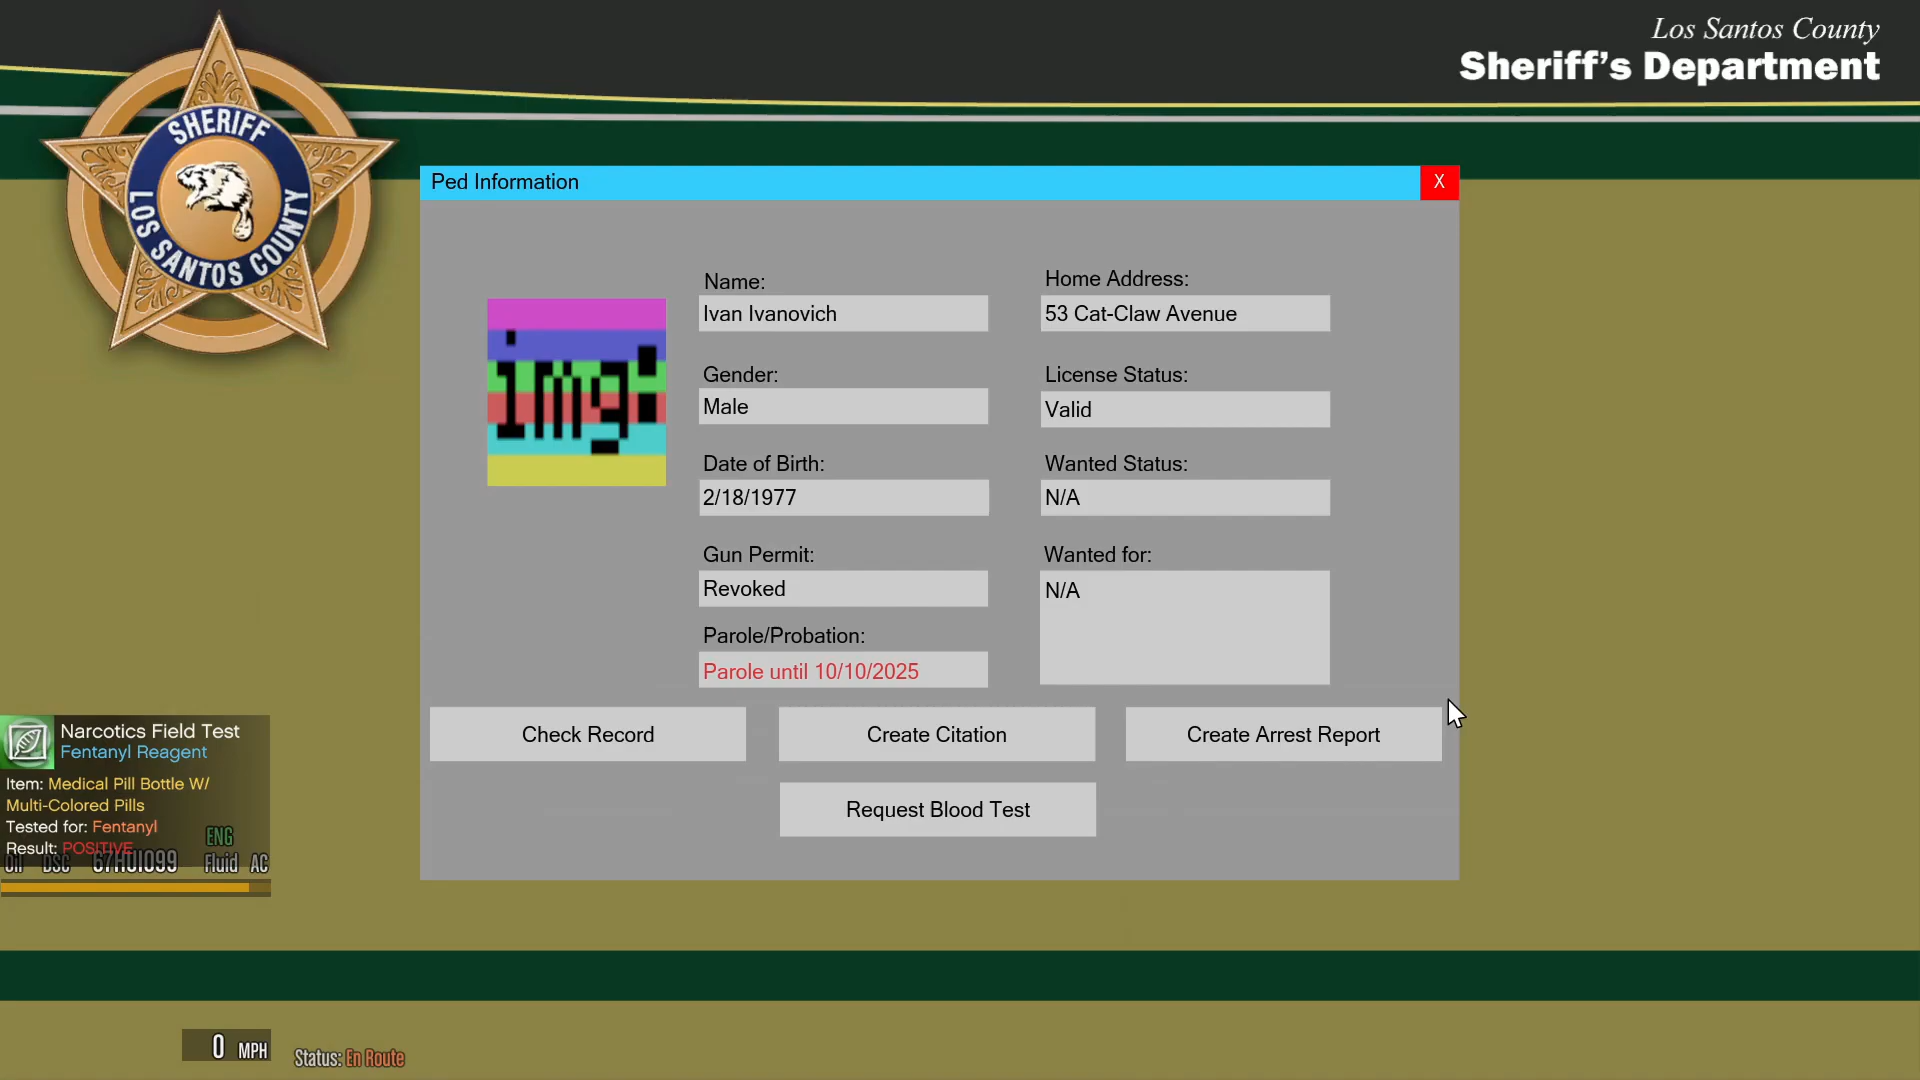 Los Santos County
Sheriff's Department
SHERIFF
LOS SANTOS COUNTY
Ped Information
X
img:
Name:
Ivan Ivanovich
Home Address:
53 Cat-Claw Avenue
Gender:
Male
License Status:
Valid
Date of Birth:
2/18/1977
Wanted Status:
N/A
Gun Permit:
Revoked
Wanted for:
N/A
Parole/Probation:
Parole until 10/10/2025
Check Record
Create Citation
Create Arrest Report
Request Blood Test
Narcotics Field Test
Fentanyl Reagent
Item: Medical Pill Bottle W/
Multi-Colored Pills
Tested for: Fentanyl
ENG
Result: POSITIVE
Oil DSC 67HUI099 Fluid AC
0 MPH
Status: En Route